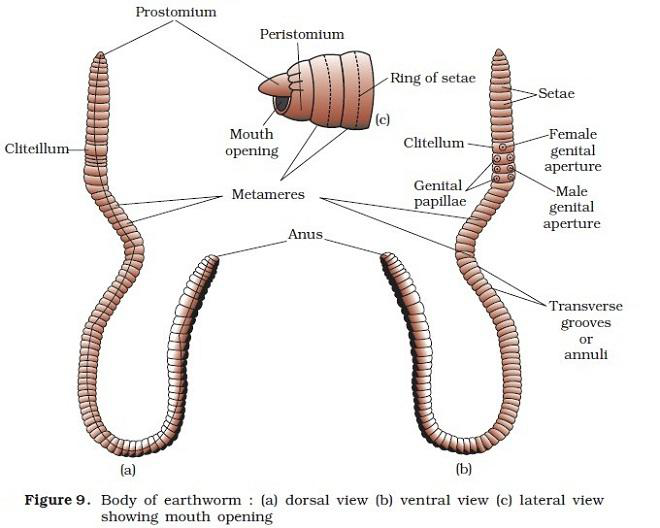 Prostomium
Peristomium
Ring of setae
(c)
Mouth
opening
Cliteillum
Setae
Clitellum
Female
genital
aperture
Genital
papillae
Male
genital
aperture
Metameres
Anus
Transverse
grooves
or
annuli
(a)
(b)
Figure 9. Body of earthworm : (a) dorsal view (b) ventral view (c) lateral view
showing mouth opening